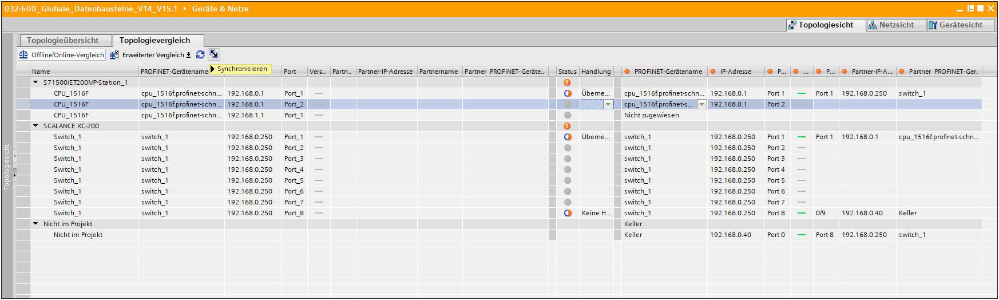 032-600_Globale_Datenbausteine_V14_V15.1 Geräte & Netze
Topologiesicht Netzsicht Gerätesicht
Topologieübersicht Topologievergleich
Offline/Online-Vergleich Erweiterter Vergleich
Synchronisieren
Name PROFINET-Gerätename Port Vers.. Partn.. Partner-IP-Adresse Partnername Partner PROFINET-Geräte.. Status Handlung PROFINET-Gerätename IP-Adresse P... ... P... Partner-IP-A... Partner PROFINET-Ger.
S71500/ET200MP-Station_1
CPU_1516F cpu_1516f.profinet-schn... 192.168.0.1 Port_1 Überne... cpu_1516f.profinet-schn... 192.168.0.1 Port 1 Port 1 192.168.0.250 switch_1
CPU_1516F cpu_1516f.profinet-schn... 192.168.0.1 Port_2 cpu_1516f.profinet-s... 192.168.0.1 Port 2
CPU_1516F cpu_1516f.profinet-schn... 192.168.1.1 Port_1 Nicht zugewiesen
SCALANCE XC-200
Switch_1 switch_1 192.168.0.250 Port_1 Überne... switch_1 192.168.0.250 Port 1 Port 1 192.168.0.1 cpu_1516f.profinet-schn...
Switch_1 switch_1 192.168.0.250 Port_2 switch_1 192.168.0.250 Port 2
Switch_1 switch_1 192.168.0.250 Port_3 switch_1 192.168.0.250 Port 3
Switch_1 switch_1 192.168.0.250 Port_4 switch_1 192.168.0.250 Port 4
Switch_1 switch_1 192.168.0.250 Port_5 switch_1 192.168.0.250 Port 5
Switch_1 switch_1 192.168.0.250 Port_6 switch_1 192.168.0.250 Port 6
Switch_1 switch_1 192.168.0.250 Port_7 switch_1 192.168.0.250 Port 7
Switch_1 switch_1 192.168.0.250 Port_8 Keine H... switch_1 192.168.0.250 Port 8 0/9 192.168.0.40 Keller
Nicht im Projekt Keller
Nicht im Projekt Keller 192.168.0.40 Port 0 Port 8 192.168.0.250 switch_1
Topologiesicht